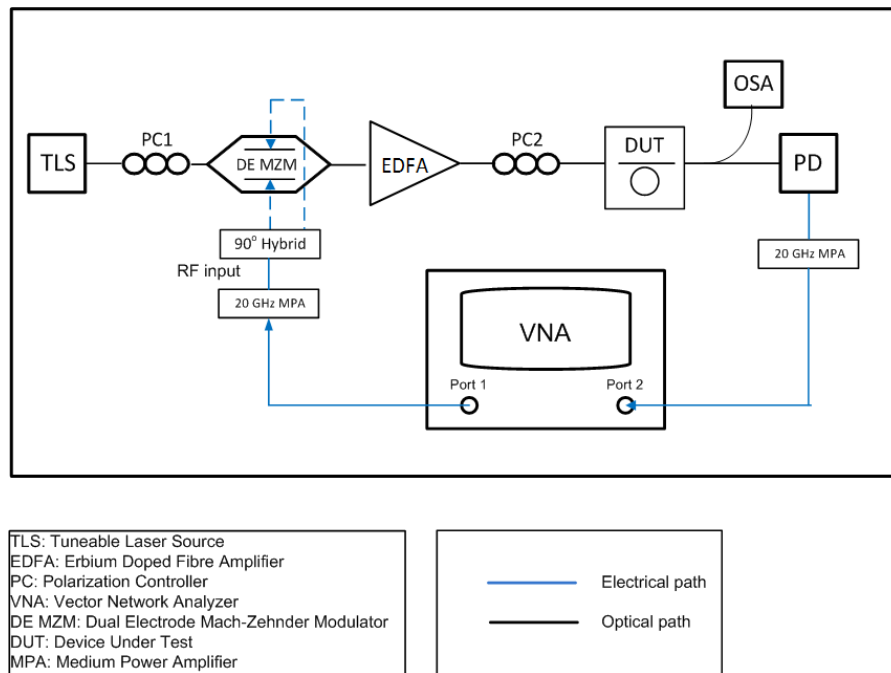 OSA
PC1
PC2
TLS
DE MZM
EDFA
DUT
PD
90° Hybrid
RF input
20 GHz MPA
20 GHz MPA
VNA
Port 1
Port 2
TLS: Tuneable Laser Source
EDFA: Erbium Doped Fibre Amplifier
PC: Polarization Controller
VNA: Vector Network Analyzer
DE MZM: Dual Electrode Mach-Zehnder Modulator
DUT: Device Under Test
MPA: Medium Power Amplifier
Electrical path
Optical path